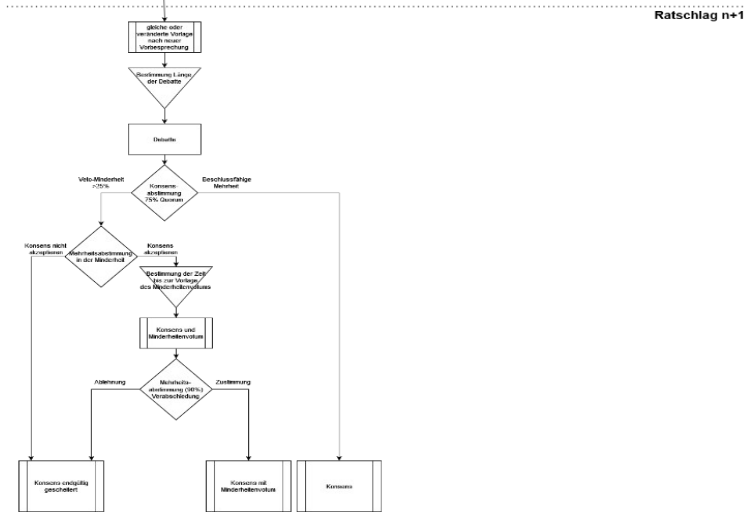 Ratschlag n+1
gleiche oder
veränderte Vorlage
nach neuer
Vorbesprechung
Bestimmung Länge
der Debatte
Debatte
Veto-Minderheit
>25%
Konsens-
abstimmung
75% Quorum
Beschlussfähige
Mehrheit
Konsens nicht
akzeptieren
Mehrheitsabstimmung
in der Minderheit
Konsens
akzeptieren
Bestimmung der Zeit
bis zur Vorlage
des Minderheitenvotums
Konsens und
Minderheitenvotum
Ablehnung
Mehrheits-
abstimmung (90%)
Verabschiedung
Zustimmung
Konsens endgültig
gescheitert
Konsens mit
Minderheitenvotum
Konsens